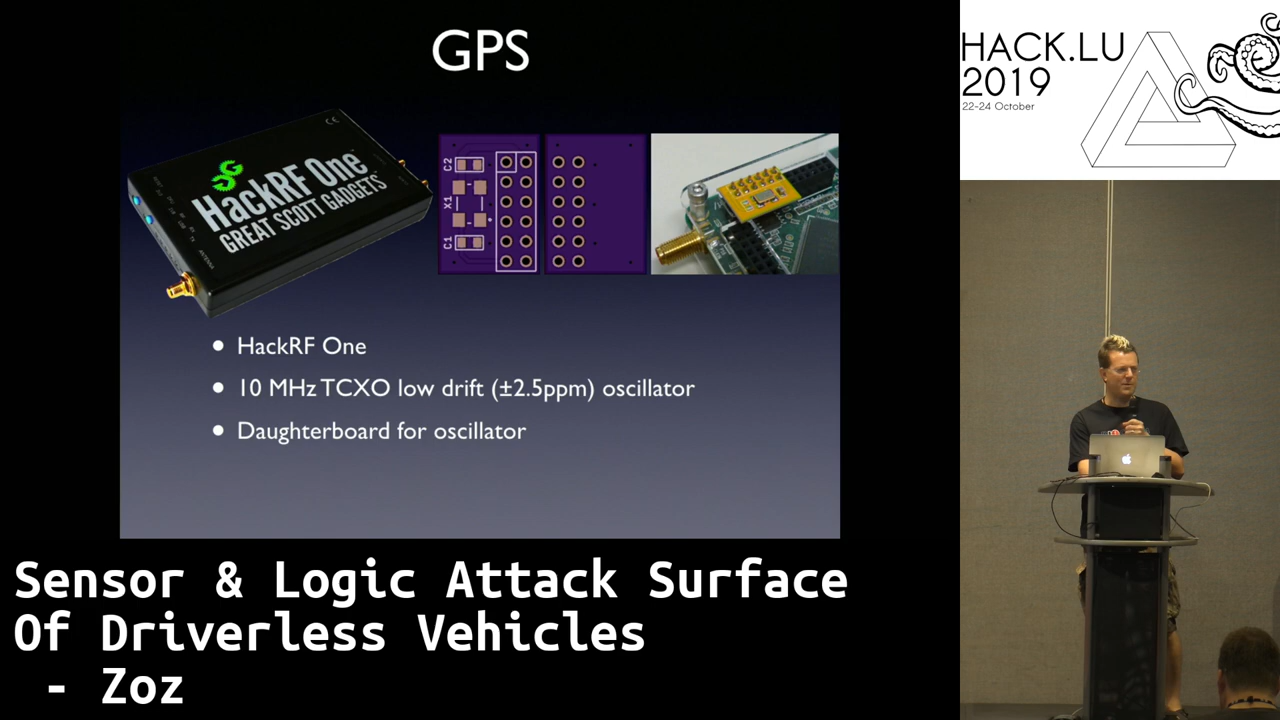 GPS
HackRF One
GREAT SCOTT GADGETS
C2
X1
C1
• HackRF One
• 10 MHz TCXO low drift (±2.5ppm) oscillator
• Daughterboard for oscillator
HACK.LU
2019
22-24 October
Sensor & Logic Attack Surface
Of Driverless Vehicles
- Zoz